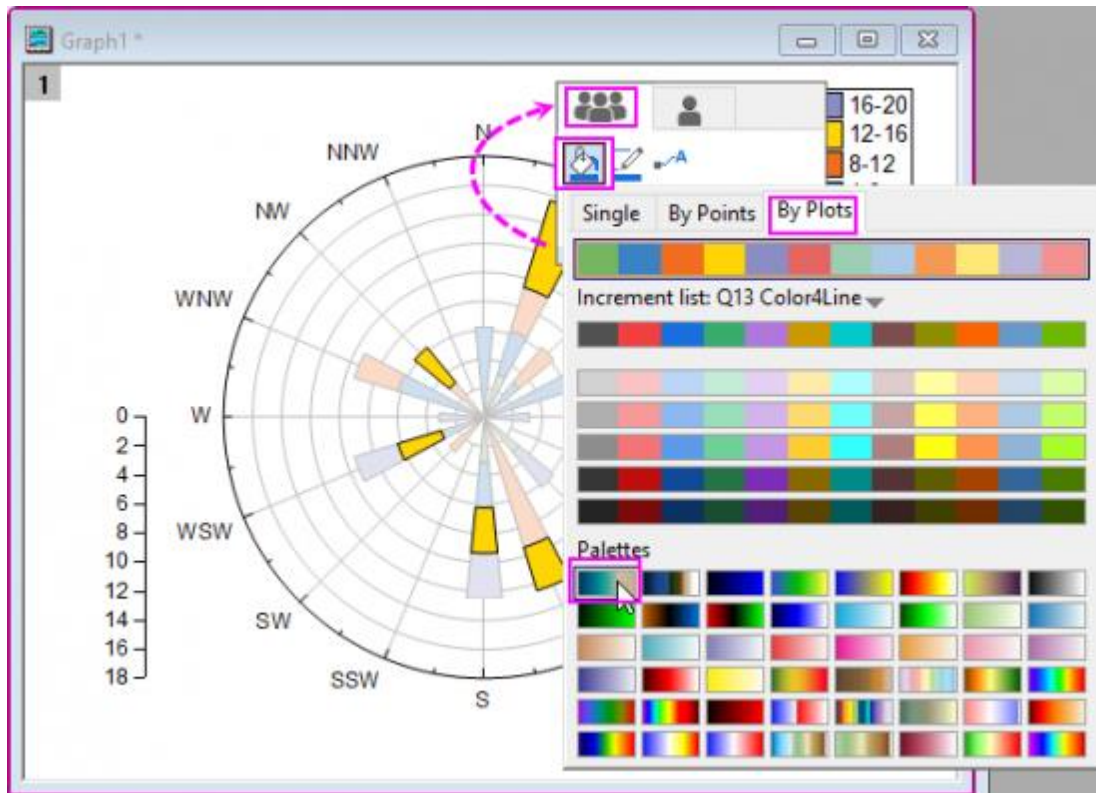 Graph1 *
1
16-20
12-16
8-12
N
A
NNW
NW
Single By Points By Plots
WNW
Increment list: Q13 Color4Line
W
0
2
4
6
8
10
12
14
16
18
WSW
Palettes
SW
SSW
S